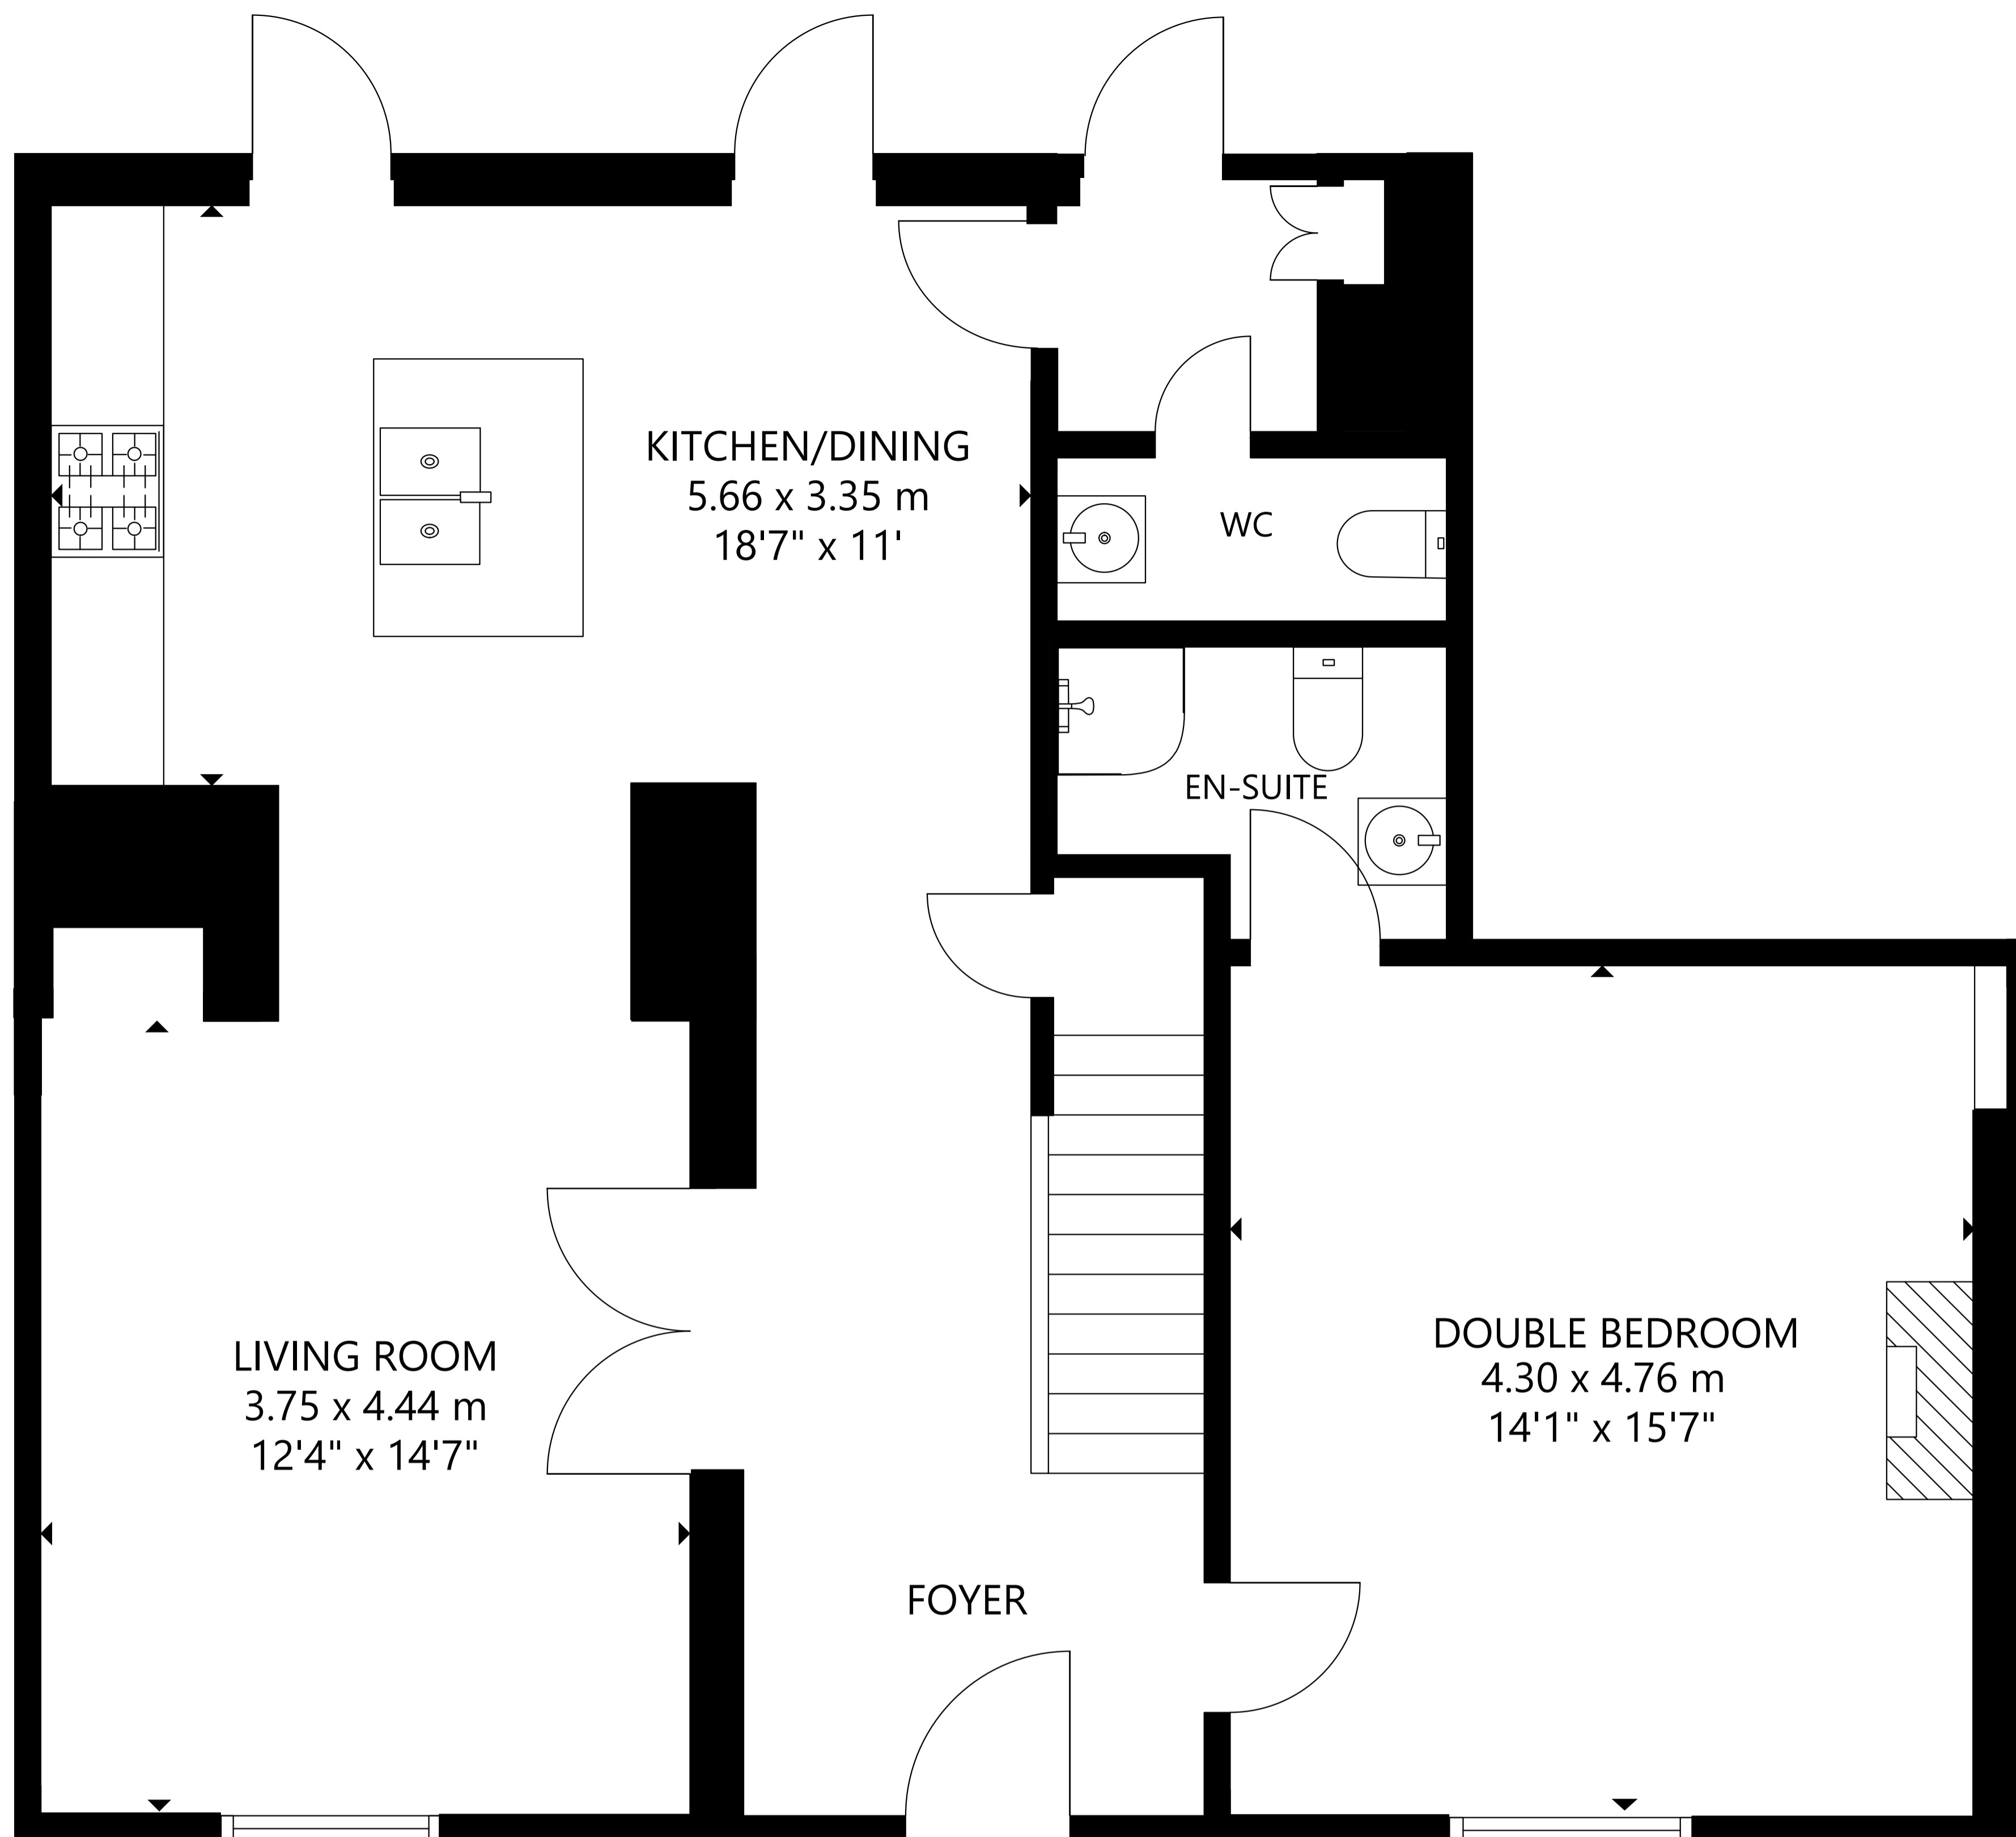 KITCHEN/DINING
5.66 x 3.35 m
18'7" x 11'
WC
EN-SUITE
LIVING ROOM
3.75 x 4.44 m
12'4" x 14'7"
DOUBLE BEDROOM
4.30 x 4.76 m
14'1" x 15'7"
FOYER